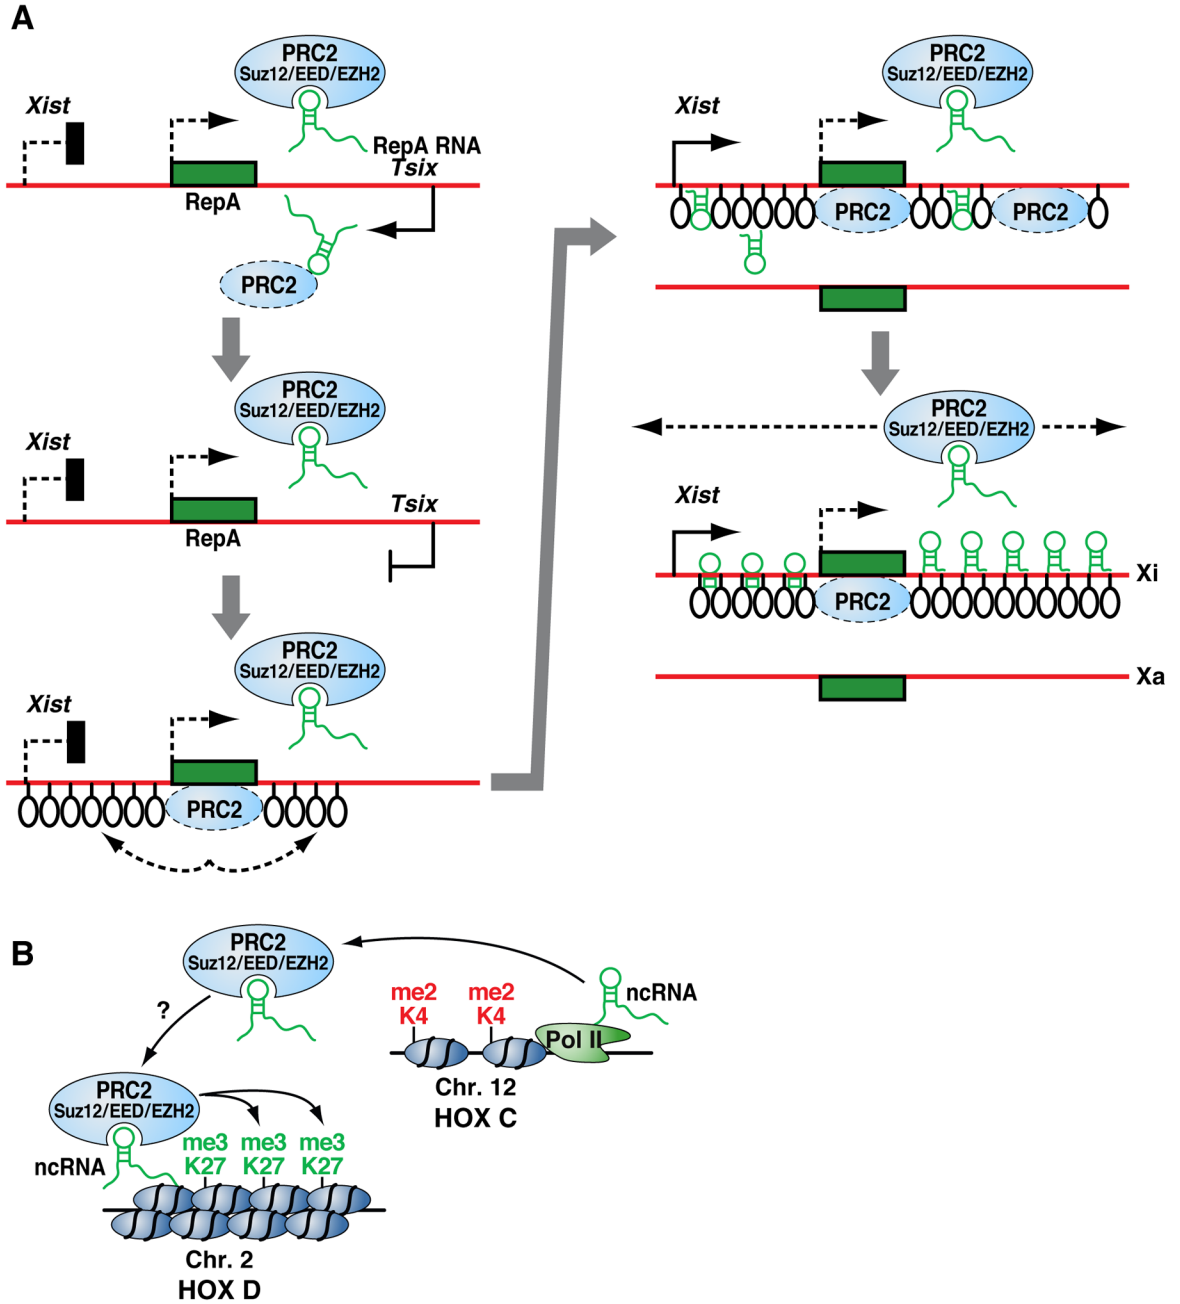 A
PRC2
Suz12/EED/EZH2
Xist
RepA RNA
Tsix
RepA
PRC2
PRC2
Suz12/EED/EZH2
Xist
Tsix
RepA
PRC2
Suz12/EED/EZH2
Xist
PRC2
PRC2
Suz12/EED/EZH2
Xist
PRC2
PRC2
PRC2
Suz12/EED/EZH2
Xist
Xi
PRC2
Xa
B
PRC2
Suz12/EED/EZH2
?
me2
K4
me2
K4
ncRNA
Pol II
Chr. 12
HOX C
PRC2
Suz12/EED/EZH2
ncRNA
me3
K27
me3
K27
me3
K27
Chr. 2
HOX D